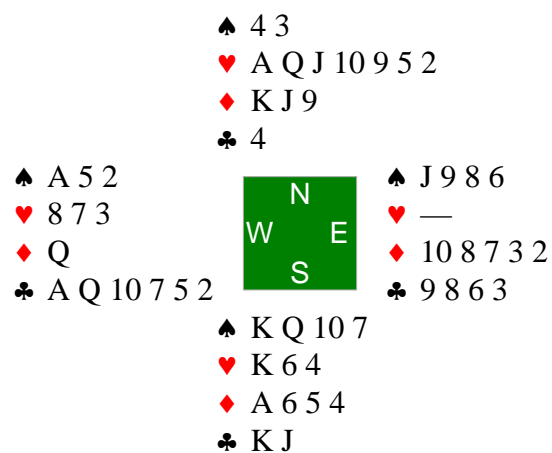 ♠ 4 3
♥ A Q J 10 9 5 2
♦ K J 9
♣ 4
♠ A 5 2
♥ 8 7 3
♦ Q
♣ A Q 10 7 5 2
N
W E
S
♠ J 9 8 6
♥ —
♦ 10 8 7 3 2
♣ 9 8 6 3
♠ K Q 10 7
♥ K 6 4
♦ A 6 5 4
♣ K J